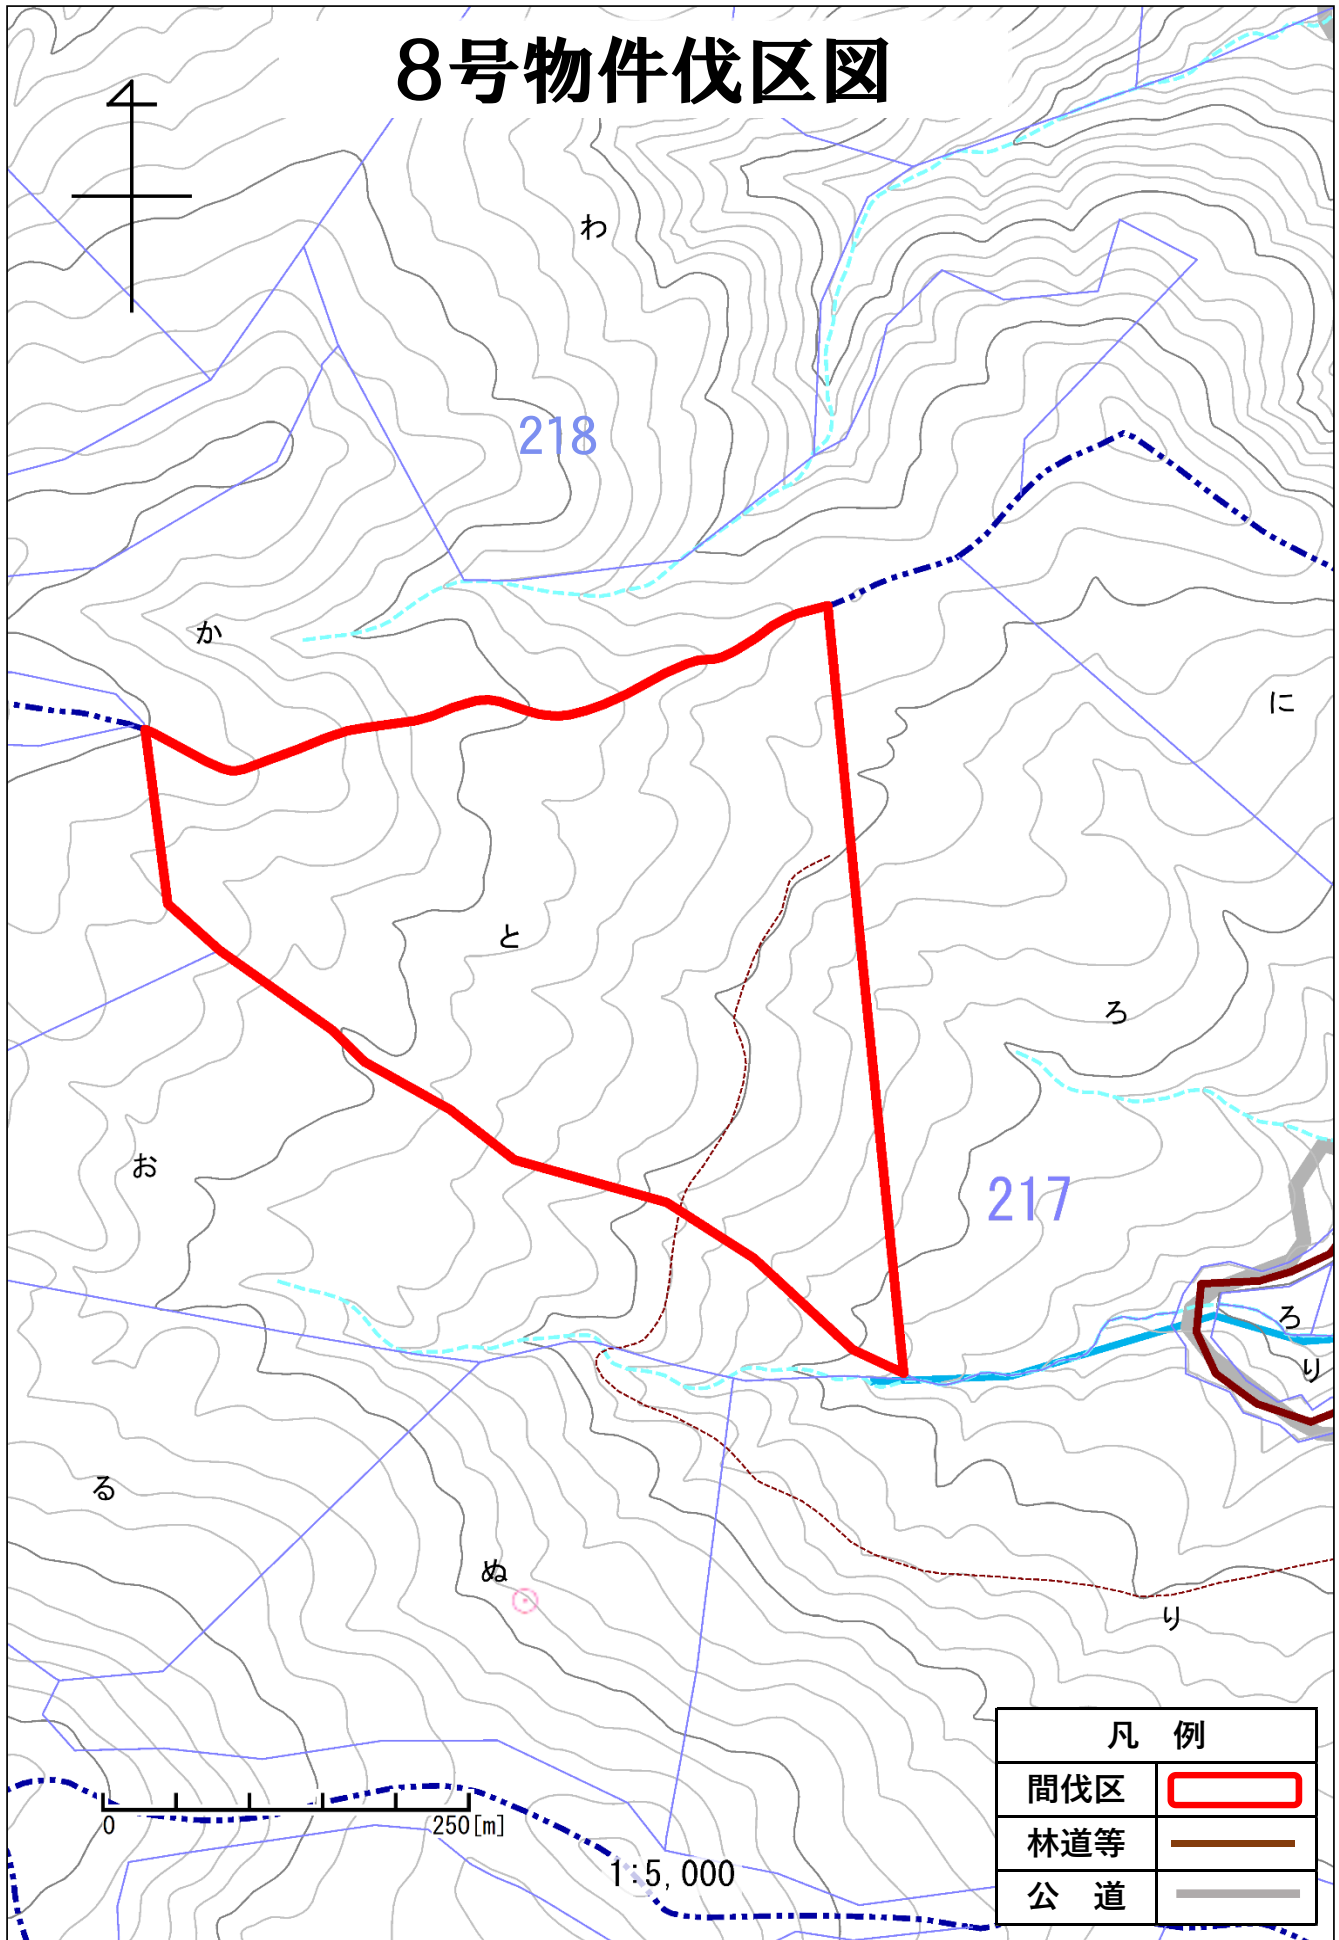 8号物件伐区図
わ
218
か
に
と
ろ
お
217
ろ
り
る
ぬ
り
凡 例
間伐区
林道等
公 道
0 250[m]
1:5,000